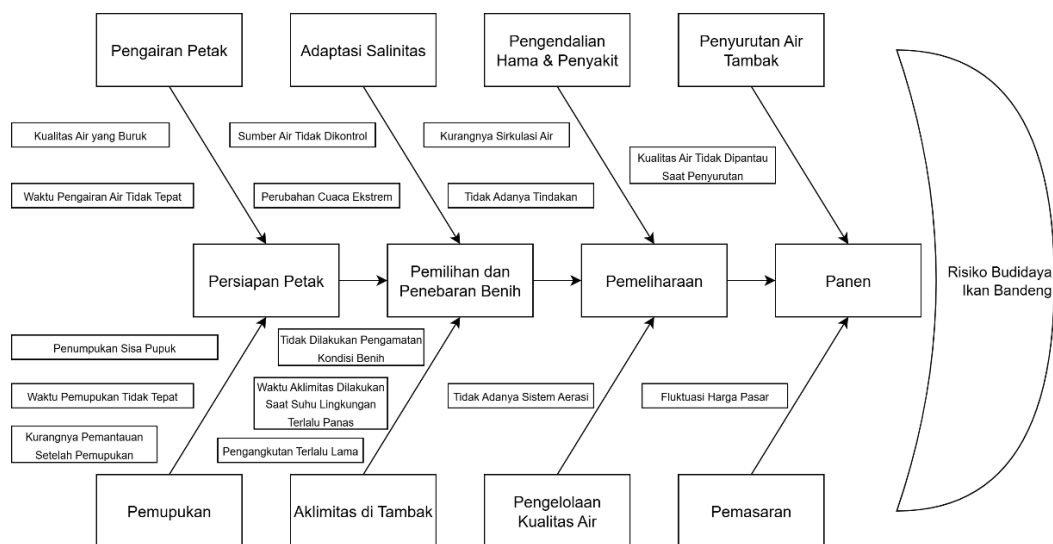 Pengairan Petak
Adaptasi Salinitas
Pengendalian
Hama & Penyakit
Penyurutan Air
Tambak
Kualitas Air yang Buruk
Sumber Air Tidak Dikontrol
Kurangnya Sirkulasi Air
Kualitas Air Tidak Dipantau
Saat Penyurutan
Waktu Pengairan Air Tidak Tepat
Perubahan Cuaca Ekstrem
Tidak Adanya Tindakan
Persiapan Petak
Pemilihan dan
Penebaran Benih
Pemeliharaan
Panen
Risiko Budidaya
Ikan Bandeng
Penumpukan Sisa Pupuk
Tidak Dilakukan Pengamatan
Kondisi Benih
Waktu Pemupukan Tidak Tepat
Waktu Aklimitas Dilakukan
Saat Suhu Lingkungan
Terlalu Panas
Tidak Adanya Sistem Aerasi
Fluktuasi Harga Pasar
Kurangnya Pemantauan
Setelah Pemupukan
Pengangkutan Terlalu Lama
Pemupukan
Aklimitas di Tambak
Pengelolaan
Kualitas Air
Pemasaran